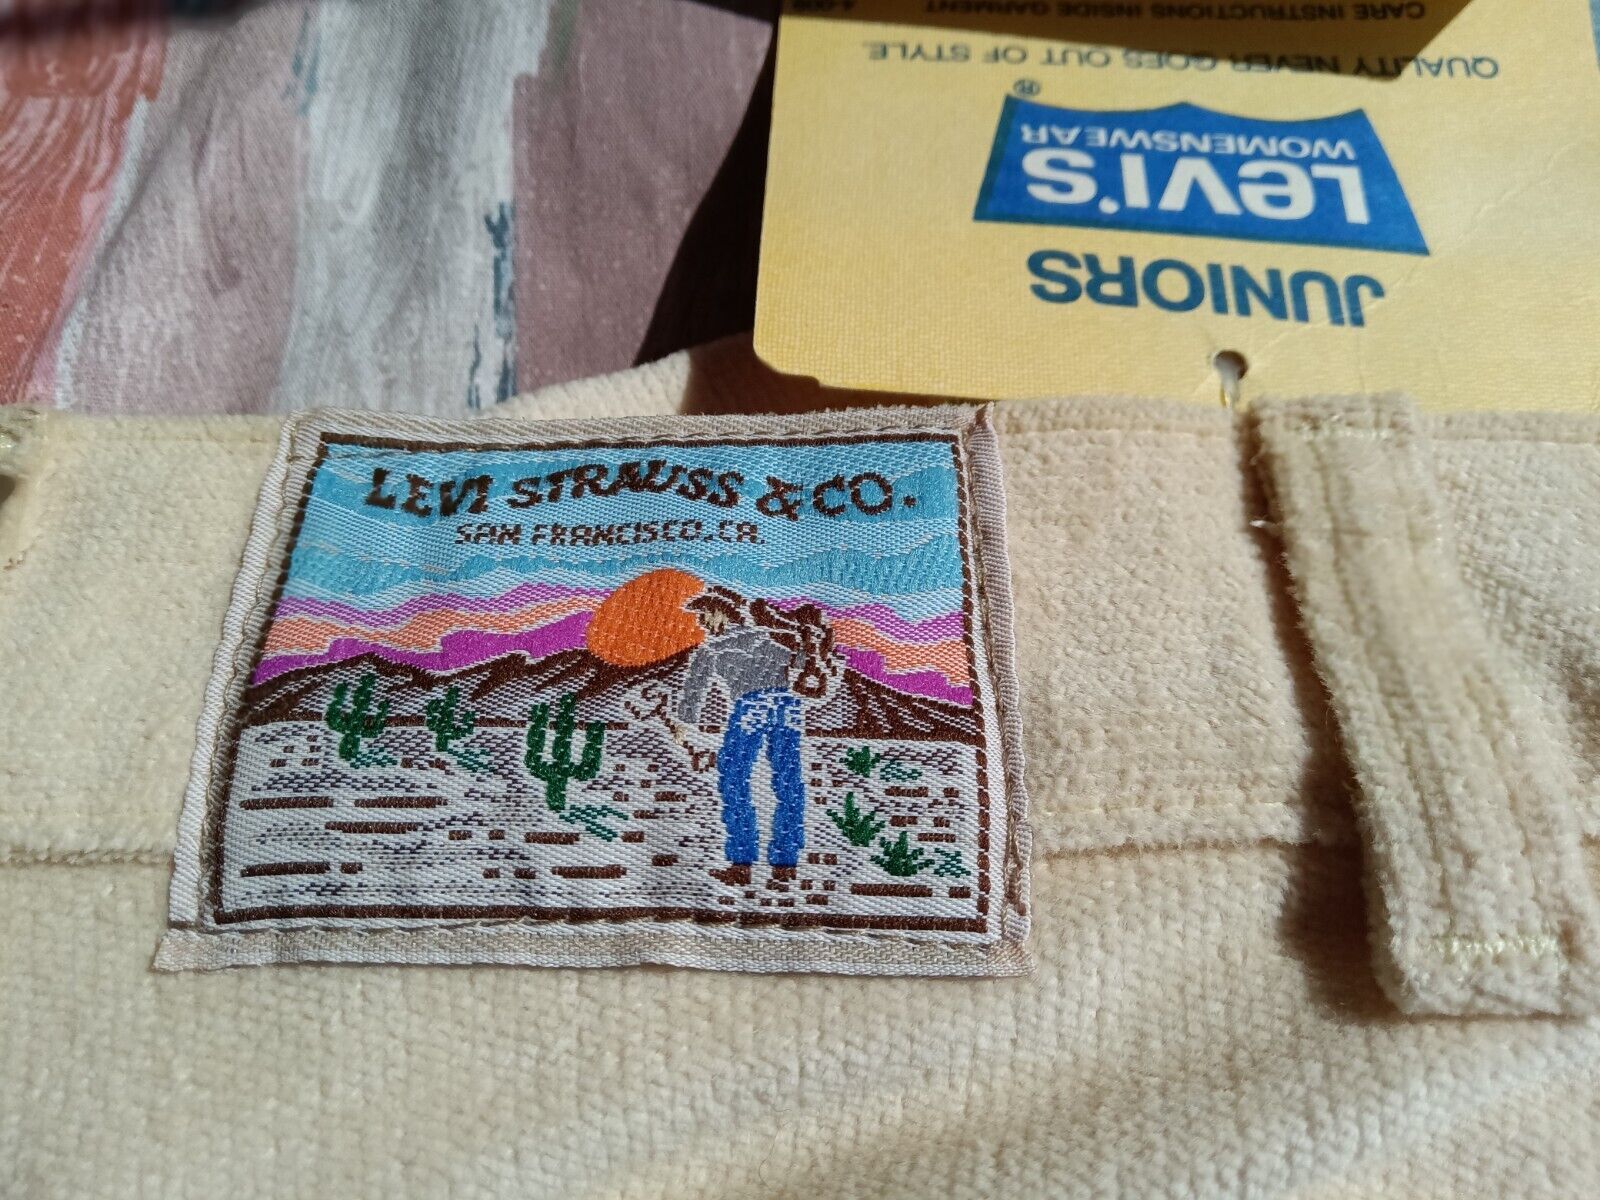 LEVI STRAUSS & CO.
SAN FRANCISCO, CA.
JUNIORS
LEVI'S
WOMENSWEAR
®
QUALITY NEVER GOES OUT OF STYLE
CARE INSTRUCTIONS INSIDE GARMENT